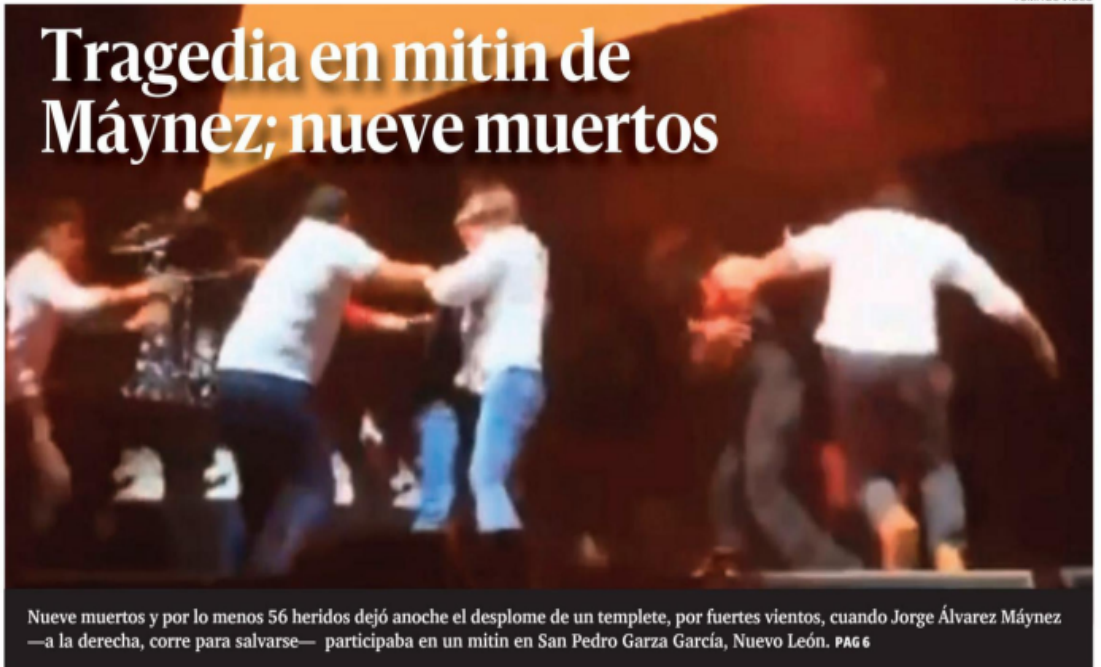 Tragedia en mitin de
Máynez; nueve muertos
Nueve muertos y por lo menos 56 heridos dejó anoche el desplome de un templete, por fuertes vientos, cuando Jorge Álvarez Máynez
—a la derecha, corre para salvarse— participaba en un mitin en San Pedro Garza García, Nuevo León. PAG 6